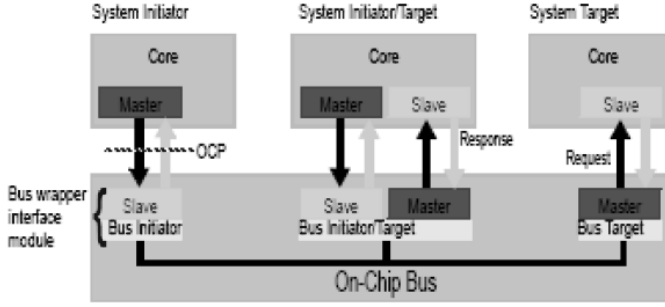 System Initiator
System Initiator/Target
System Target
Core
Core
Core
Master
Master
Slave
Slave
Response
OCP
Request
Bus wrapper
interface
module
Slave
Bus Initiator
Slave
Master
Bus Initiator/Target
Master
Bus Target
On-Chip Bus